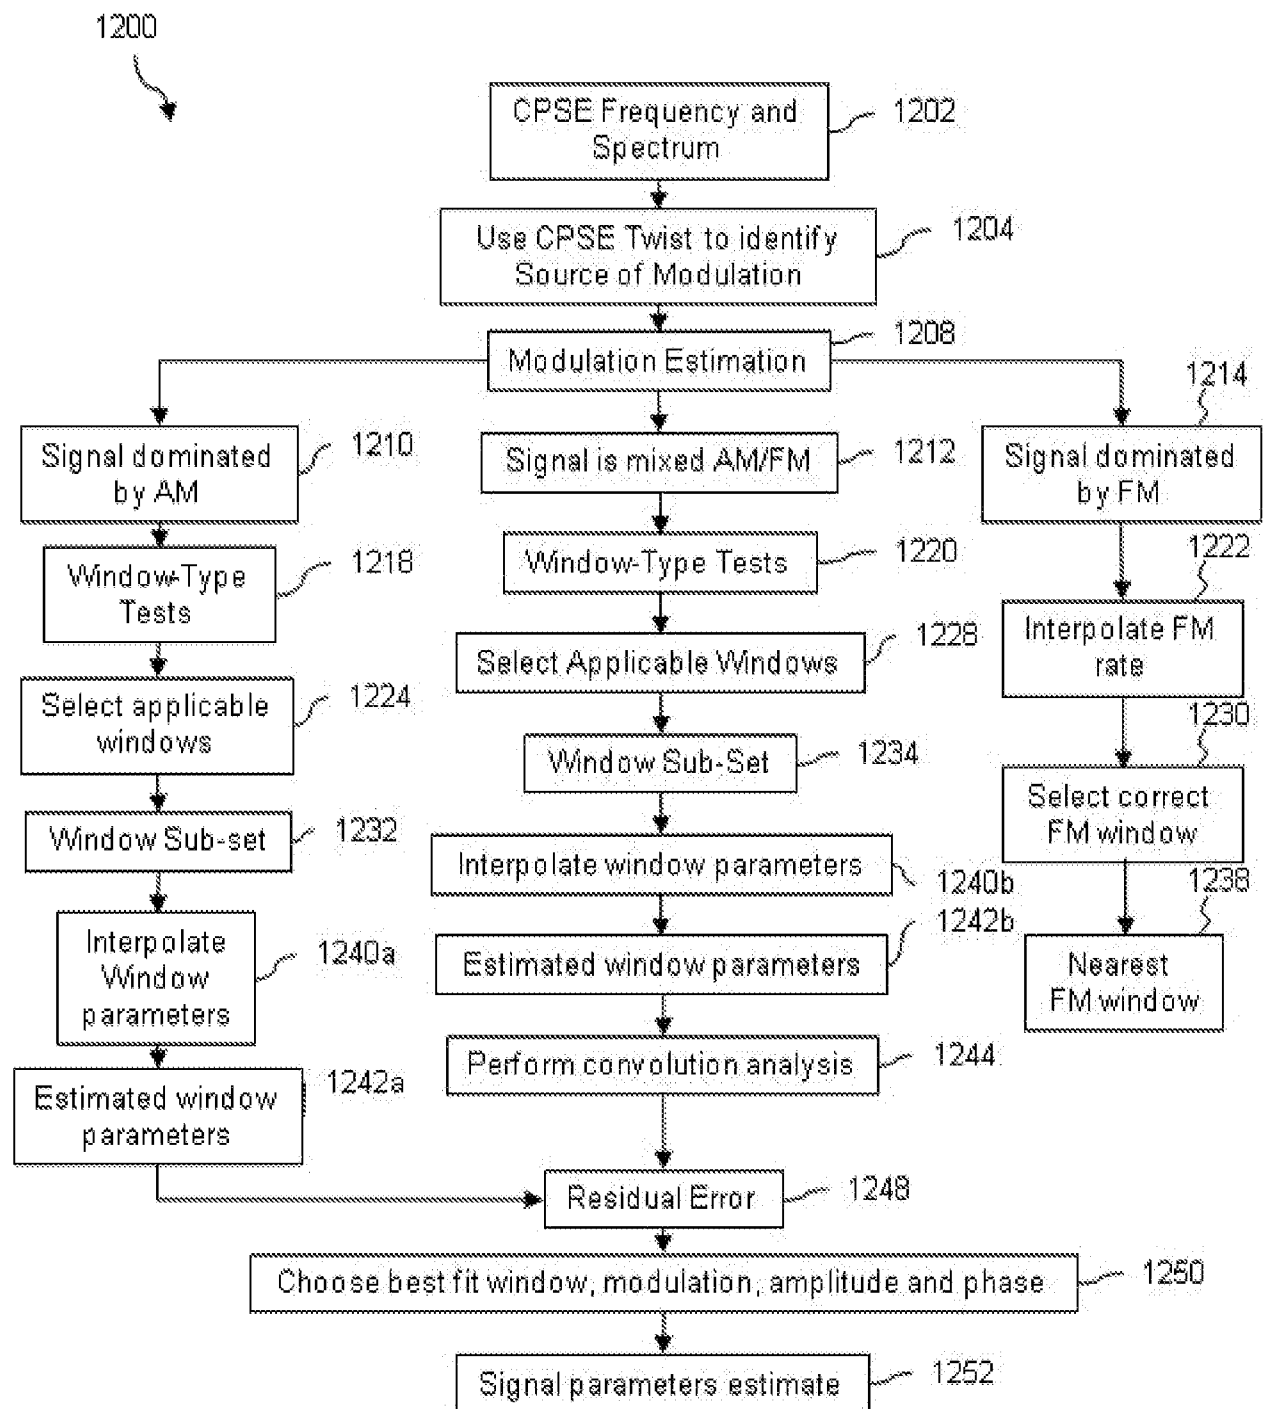 1200
CPSE Frequency and
Spectrum
1202
Use CPSE Twist to identify
Source of Modulation
1204
Modulation Estimation
1208
Signal dominated
by AM
1210
Signal is mixed AM/FM
1212
Signal dominated
by FM
1214
Window-Type
Tests
1218
Window-Type Tests
1220
Interpolate FM
rate
1222
Select applicable
windows
1224
Select Applicable Windows
1228
Select correct
FM window
1230
Window Sub-set
1232
Window Sub-Set
1234
Nearest
FM window
1238
Interpolate
Window
parameters
1240a
Interpolate window parameters
1240b
Estimated window
parameters
1242a
Estimated window parameters
1242b
Perform convolution analysis
1244
Residual Error
1248
Choose best fit window, modulation, amplitude and phase
1250
Signal parameters estimate
1252